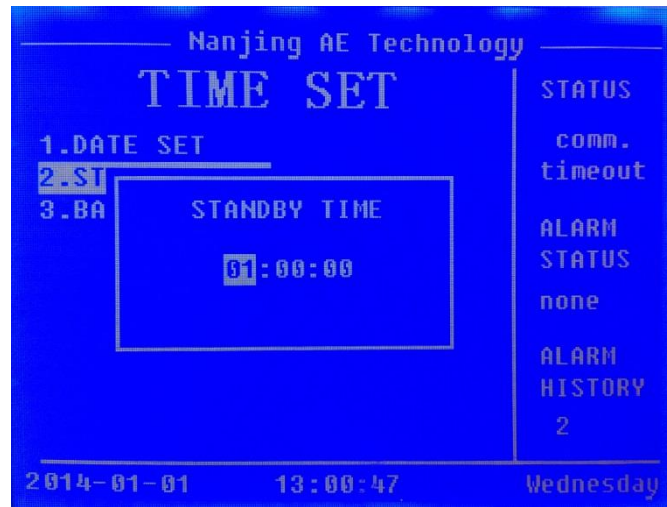 Nanjing AE Technology
TIME SET
1.DATE SET
2.ST
3.BA
STANDBY TIME
01:00:00
STATUS
comm.
timeout
ALARM
STATUS
none
ALARM
HISTORY
2
2014-01-01 13:00:47 Wednesday